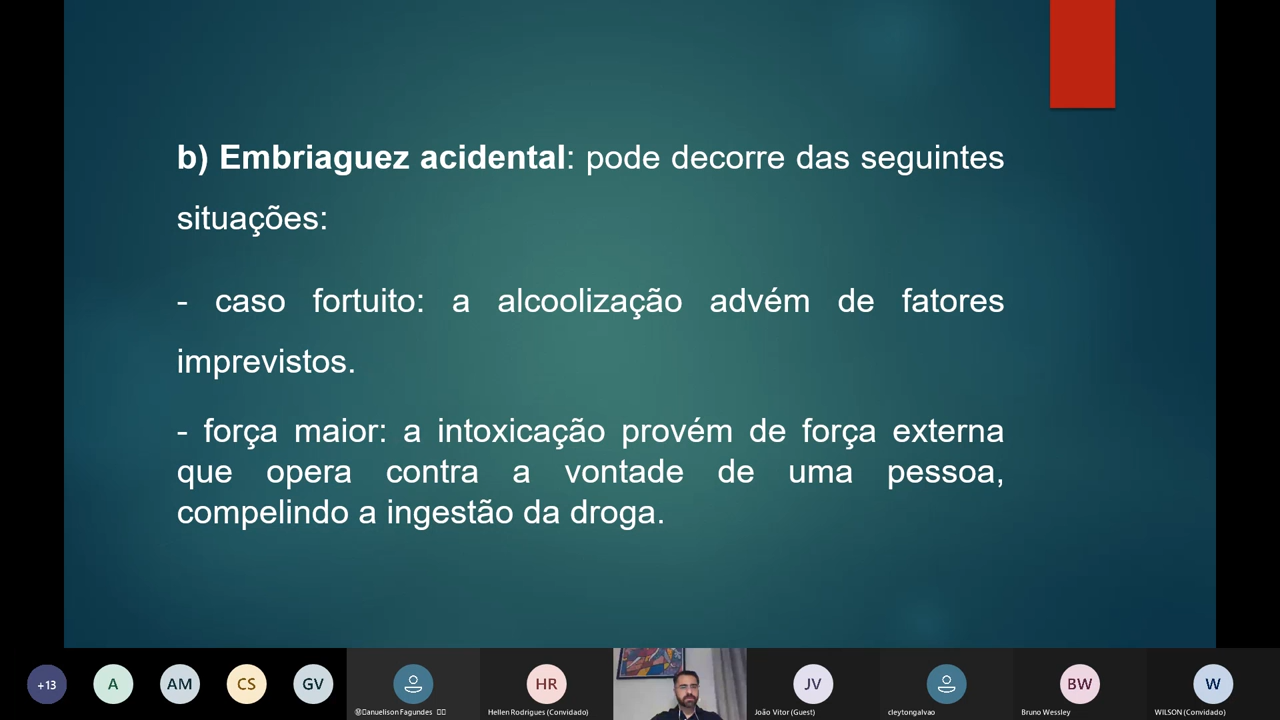 b) Embriaguez acidental: pode decorre das seguintes
situações:
- caso fortuito: a alcoolização advém de fatores
imprevistos.
- força maior: a intoxicação provém de força externa
que opera contra a vontade de uma pessoa,
compelindo a ingestão da droga.
+13 A AM CS GV HR JV BW W
anuelison Fagundes Hellen Rodrigues (Convidado) João Vitor (Guest) cleytongalvao Bruno Wessley WILSON (Convidado)